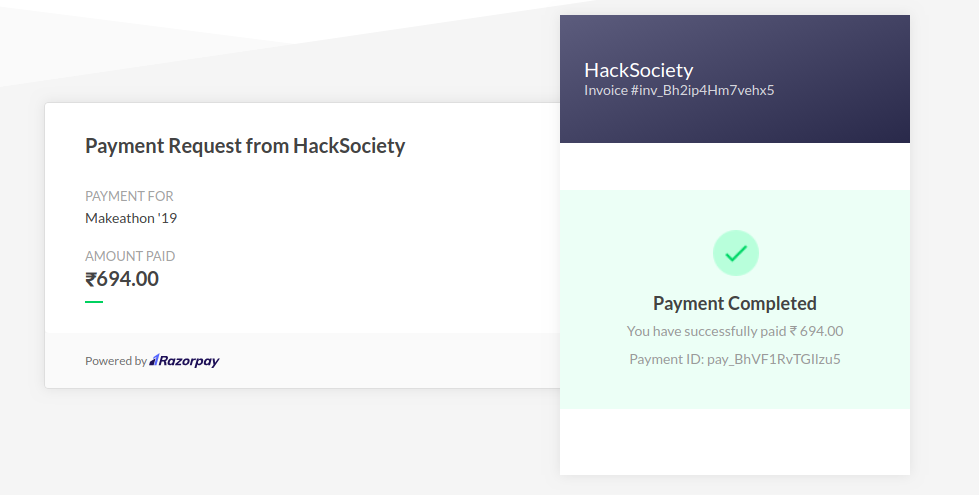 Payment Request from HackSociety
PAYMENT FOR
Makeathon '19
AMOUNT PAID
₹694.00
Powered by Razorpay
HackSociety
Invoice #inv_Bh2ip4Hm7vehx5
Payment Completed
You have successfully paid ₹ 694.00
Payment ID: pay_BhVF1RvTGIlzu5